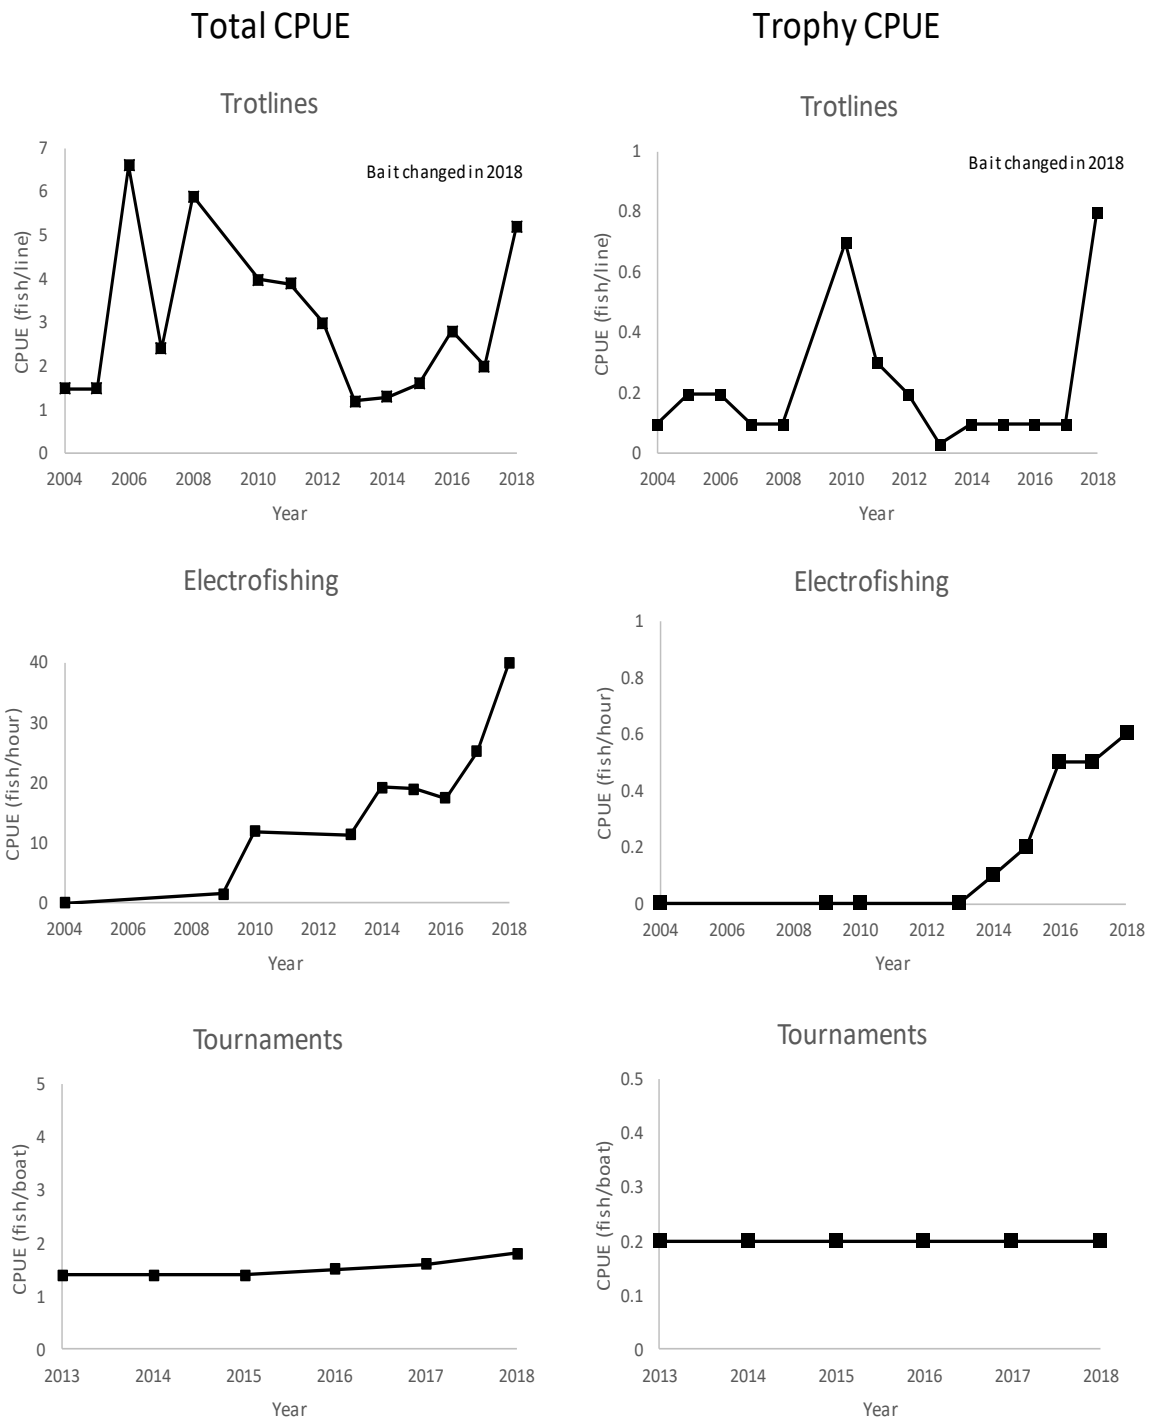 Total CPUE
Trophy CPUE
Trotlines
7
6
5
4
3
2
1
0
CPUE (fish/line)
Bait changed in 2018
2004 2006 2008 2010 2012 2014 2016 2018
Year
Trotlines
1
0.8
0.6
0.4
0.2
0
CPUE (fish/line)
Bait changed in 2018
2004 2006 2008 2010 2012 2014 2016 2018
Year
Electrofishing
40
30
20
10
0
CPUE (fish/hour)
2004 2006 2008 2010 2012 2014 2016 2018
Year
Electrofishing
1
0.8
0.6
0.4
0.2
0
CPUE (fish/hour)
2004 2006 2008 2010 2012 2014 2016 2018
Year
Tournaments
5
4
3
2
1
0
CPUE (fish/boat)
2013 2014 2015 2016 2017 2018
Year
Tournaments
0.5
0.4
0.3
0.2
0.1
0
CPUE (fish/boat)
2013 2014 2015 2016 2017 2018
Year